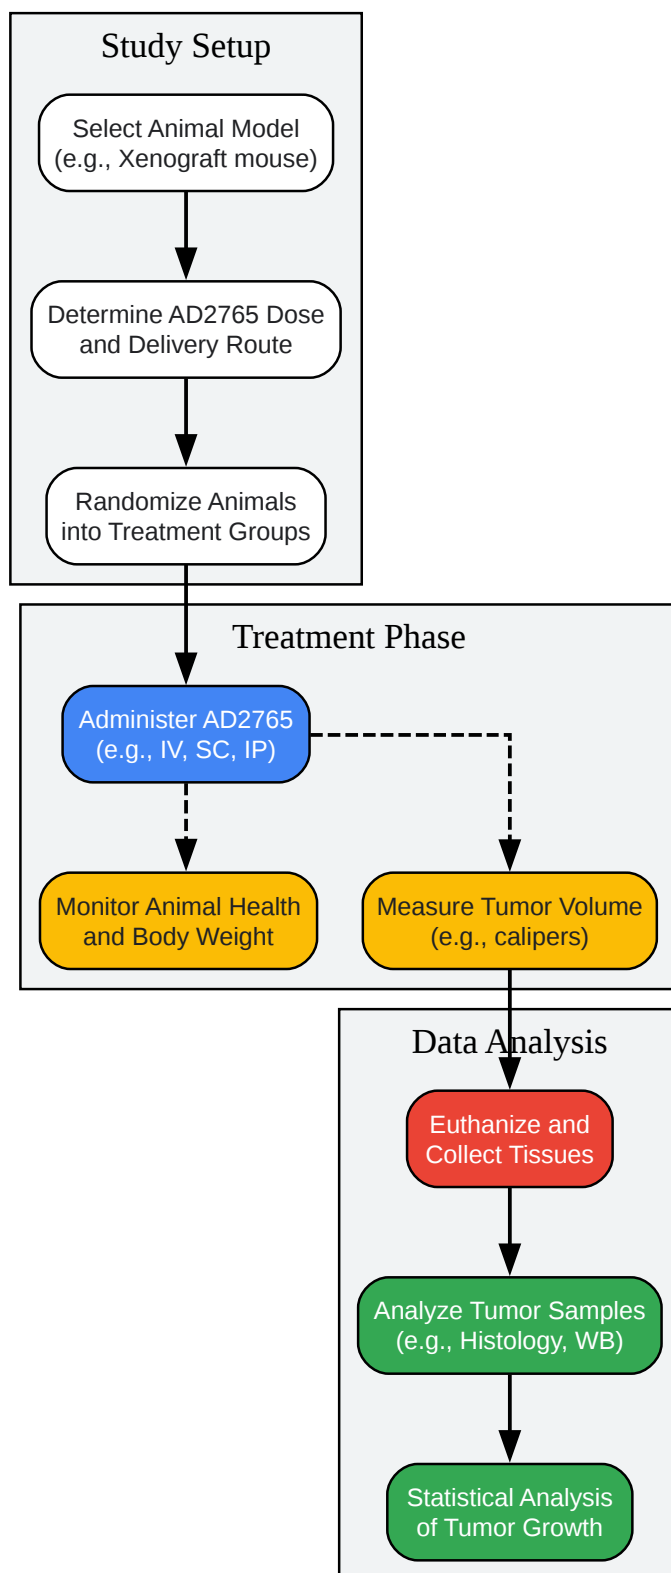 Study Setup
Select Animal Model
(e.g., Xenograft mouse)
Determine AD2765 Dose
and Delivery Route
Randomize Animals
into Treatment Groups
Treatment Phase
Administer AD2765
(e.g., IV, SC, IP)
Monitor Animal Health
and Body Weight
Measure Tumor Volume
(e.g., calipers)
Data Analysis
Euthanize and
Collect Tissues
Analyze Tumor Samples
(e.g., Histology, WB)
Statistical Analysis
of Tumor Growth